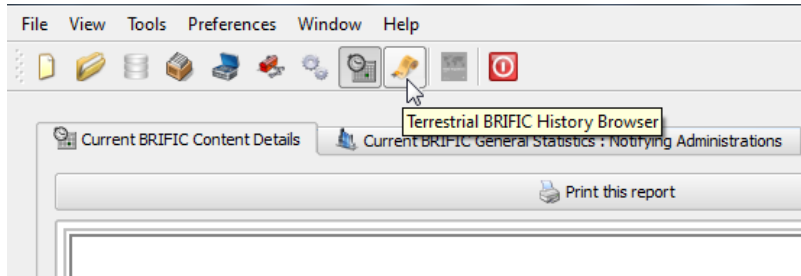 File View Tools Preferences Window Help
Terrestrial BRIFIC History Browser
Current BRIFIC Content Details Current BRIFIC General Statistics : Notifying Administrations
Print this report